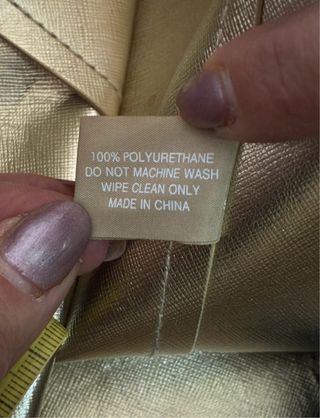 100% POLYURETHANE
DO NOT MACHINE WASH
WIPE CLEAN ONLY
MADE IN CHINA